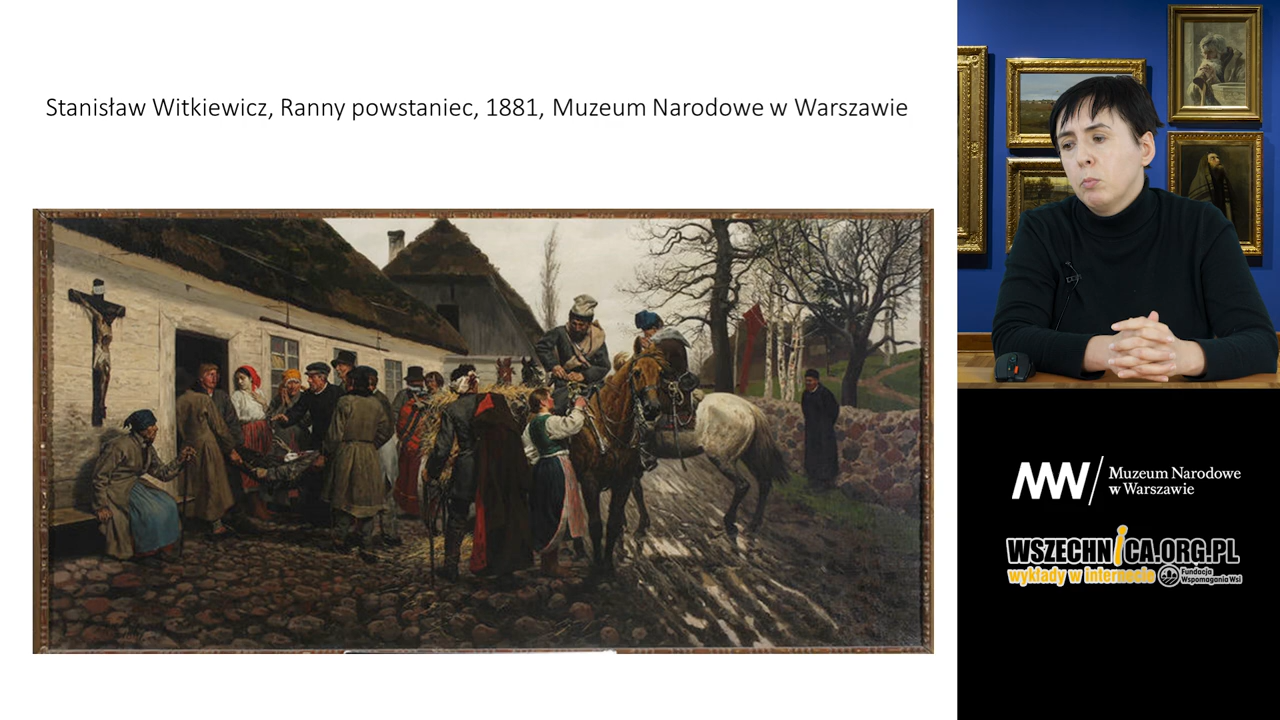 Stanisław Witkiewicz, Ranny powstaniec, 1881, Muzeum Narodowe w Warszawie
MW/ Muzeum Narodowe
w Warszawie
WSZECHNiCA.ORG.PL
wykłady w internecie
Fundacja
Wspomagania Wsi